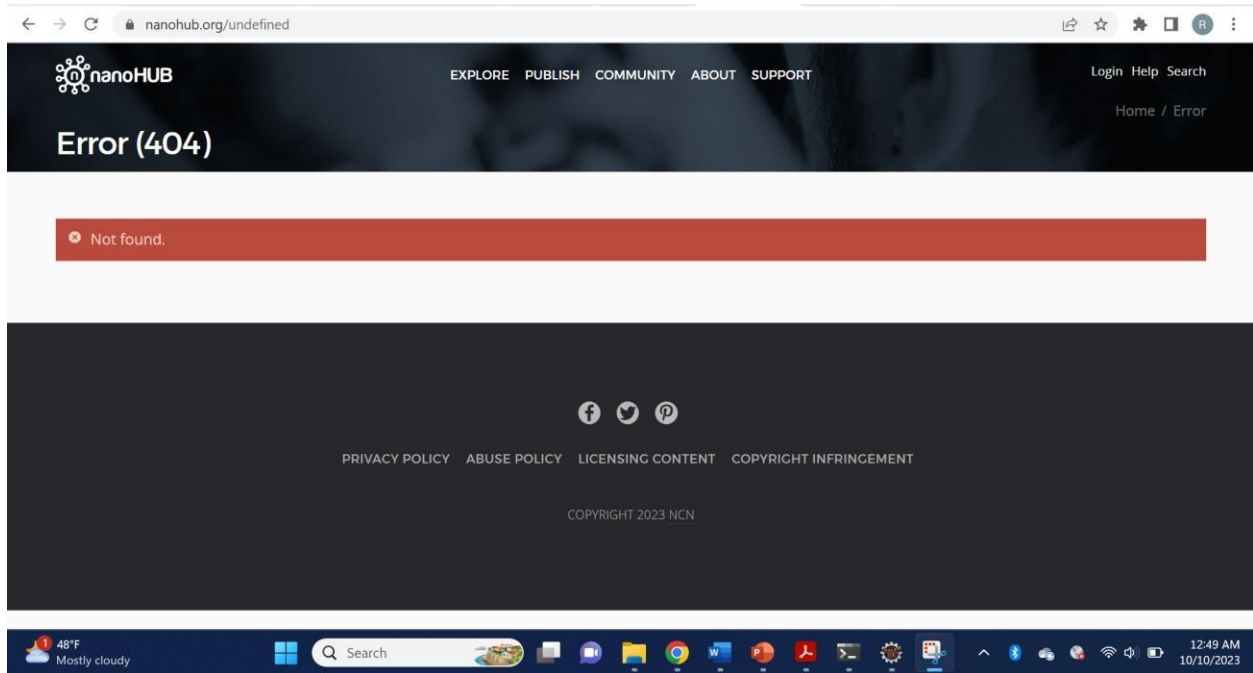 nanohub.org/undefined
R
nanoHUB
EXPLORE PUBLISH COMMUNITY ABOUT SUPPORT
Login Help Search
Home / Error
Error (404)
Not found.
PRIVACY POLICY ABUSE POLICY LICENSING CONTENT COPYRIGHT INFRINGEMENT
COPYRIGHT 2023 NCN
1
48°F
Mostly cloudy
Search
12:49 AM
10/10/2023